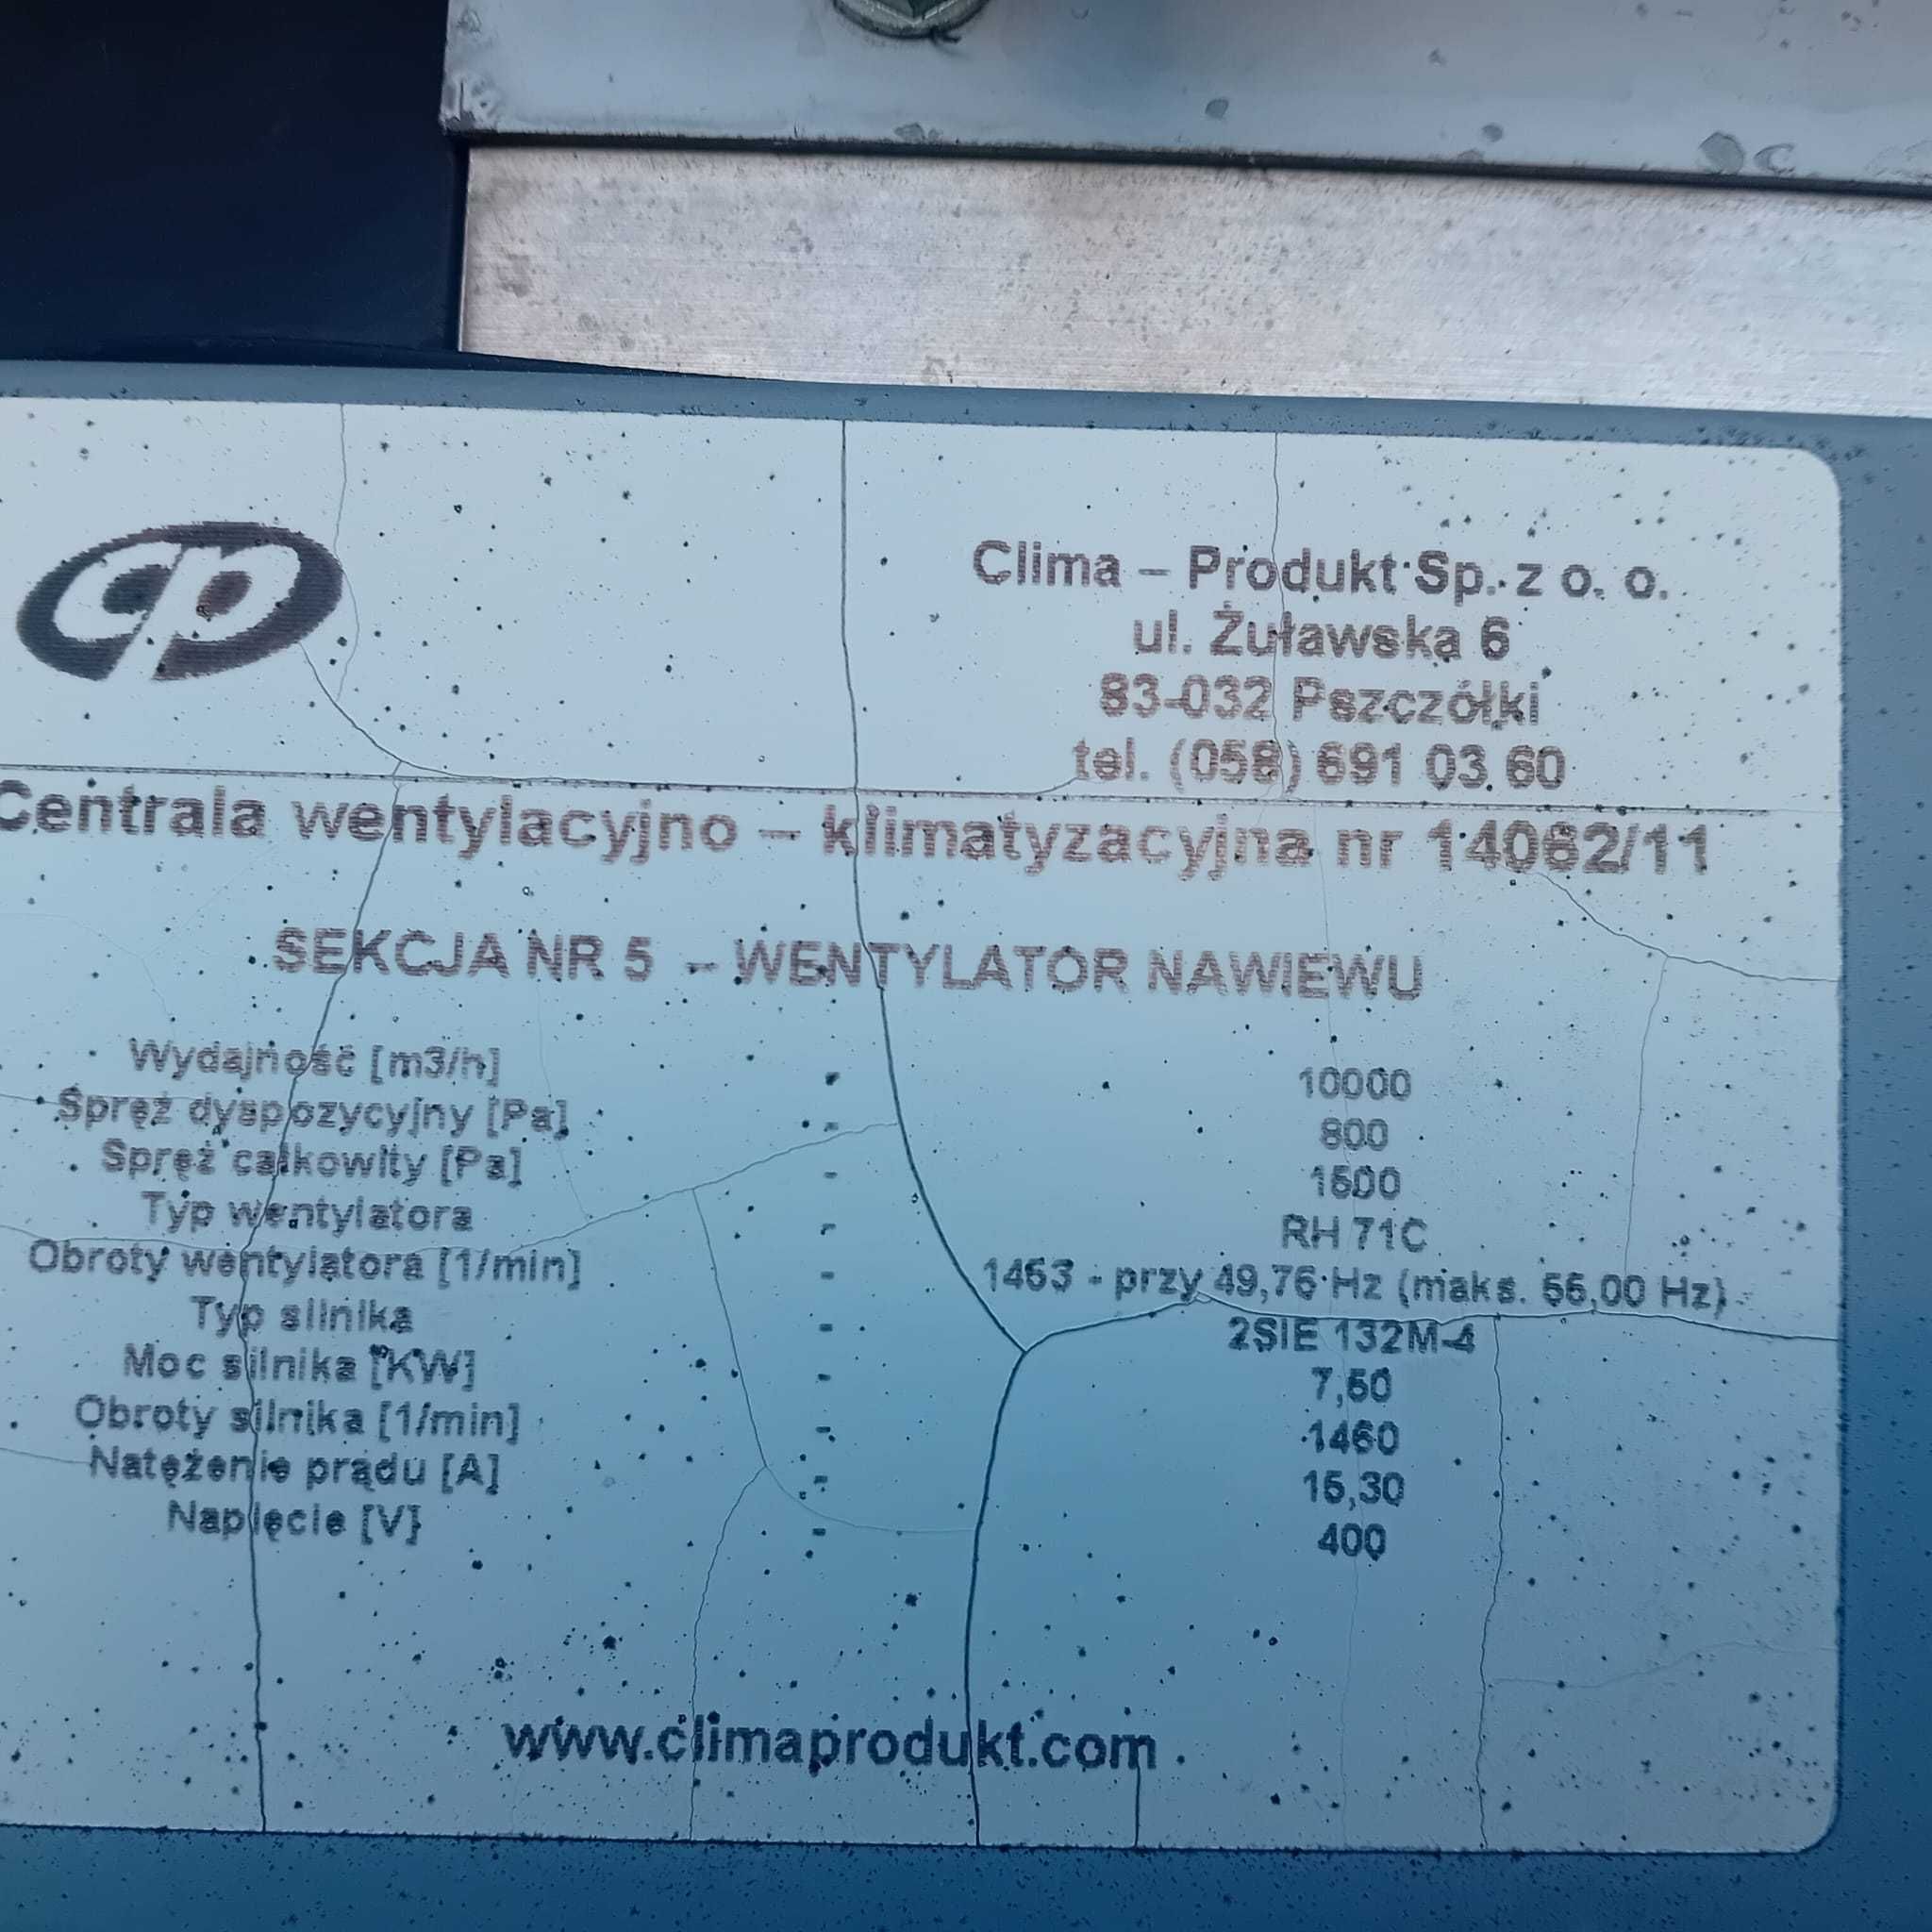 cp
Clima – Produkt Sp. z o. o.
ul. Żuławska 6
83-032 Pszczółki
tel. (058) 691 03 60
Centrala wentylacyjno – klimatyzacyjna nr 14062/11
SEKCJA NR 5 – WENTYLATOR NAWIEWU
Wydajność [m3/h] - 10000
Spręż dyspozycyjny [Pa] - 800
Spręż całkowity [Pa] - 1500
Typ wentylatora - RH 71C
Obroty wentylatora [1/min] - 1453 - przy 49,76 Hz (maks. 55,00 Hz)
Typ silnika - 2SIE 132M-4
Moc silnika [KW] - 7,50
Obroty silnika [1/min] - 1460
Natężenie prądu [A] - 15,30
Napięcie [V] - 400
www.climaprodukt.com